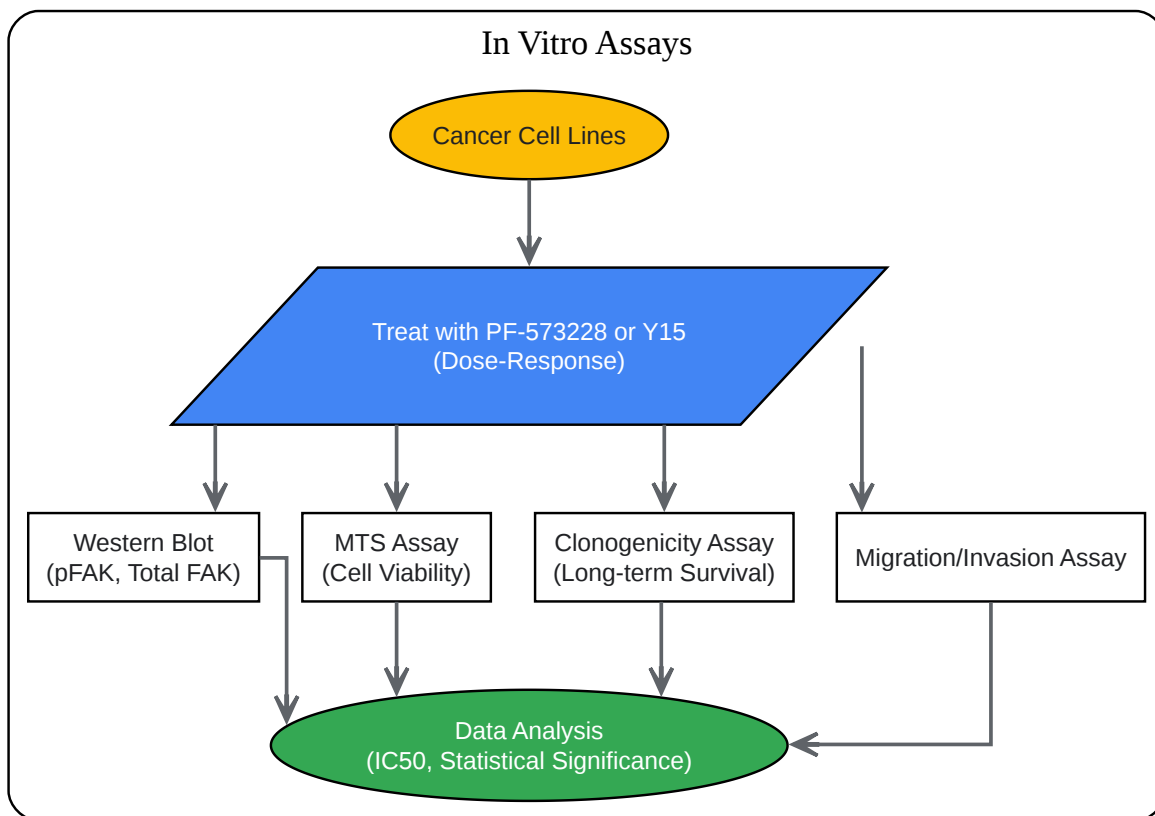 In Vitro Assays
Cancer Cell Lines
Treat with PF-573228 or Y15
(Dose-Response)
Western Blot
(pFAK, Total FAK)
MTS Assay
(Cell Viability)
Clonogenicity Assay
(Long-term Survival)
Migration/Invasion Assay
Data Analysis
(IC50, Statistical Significance)